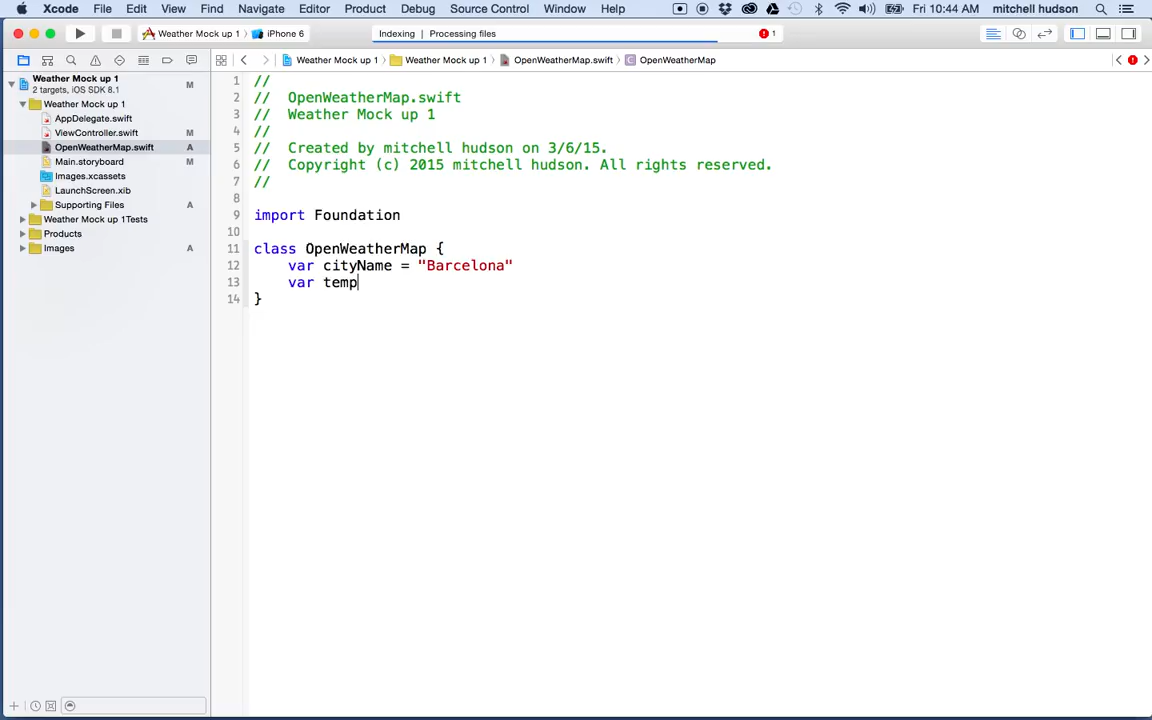 Xcode File Edit View Find Navigate Editor Product Debug Source Control Window Help Fri 10:44 AM mitchell hudson
Weather Mock up 1 〉 iPhone 6 Indexing | Processing files 1
Weather Mock up 1 〉 Weather Mock up 1 〉 OpenWeatherMap.swift 〉 C OpenWeatherMap
Weather Mock up 1 M
2 targets, iOS SDK 8.1
Weather Mock up 1
AppDelegate.swift
ViewController.swift M
OpenWeatherMap.swift A
Main.storyboard M
Images.xcassets
LaunchScreen.xib
Supporting Files A
Weather Mock up 1Tests
Products
Images A
1 //
2 //  OpenWeatherMap.swift
3 //  Weather Mock up 1
4 //
5 //  Created by mitchell hudson on 3/6/15.
6 //  Copyright (c) 2015 mitchell hudson. All rights reserved.
7 //
8
9 import Foundation
10
11 class OpenWeatherMap {
12     var cityName = "Barcelona"
13     var temp
14 }